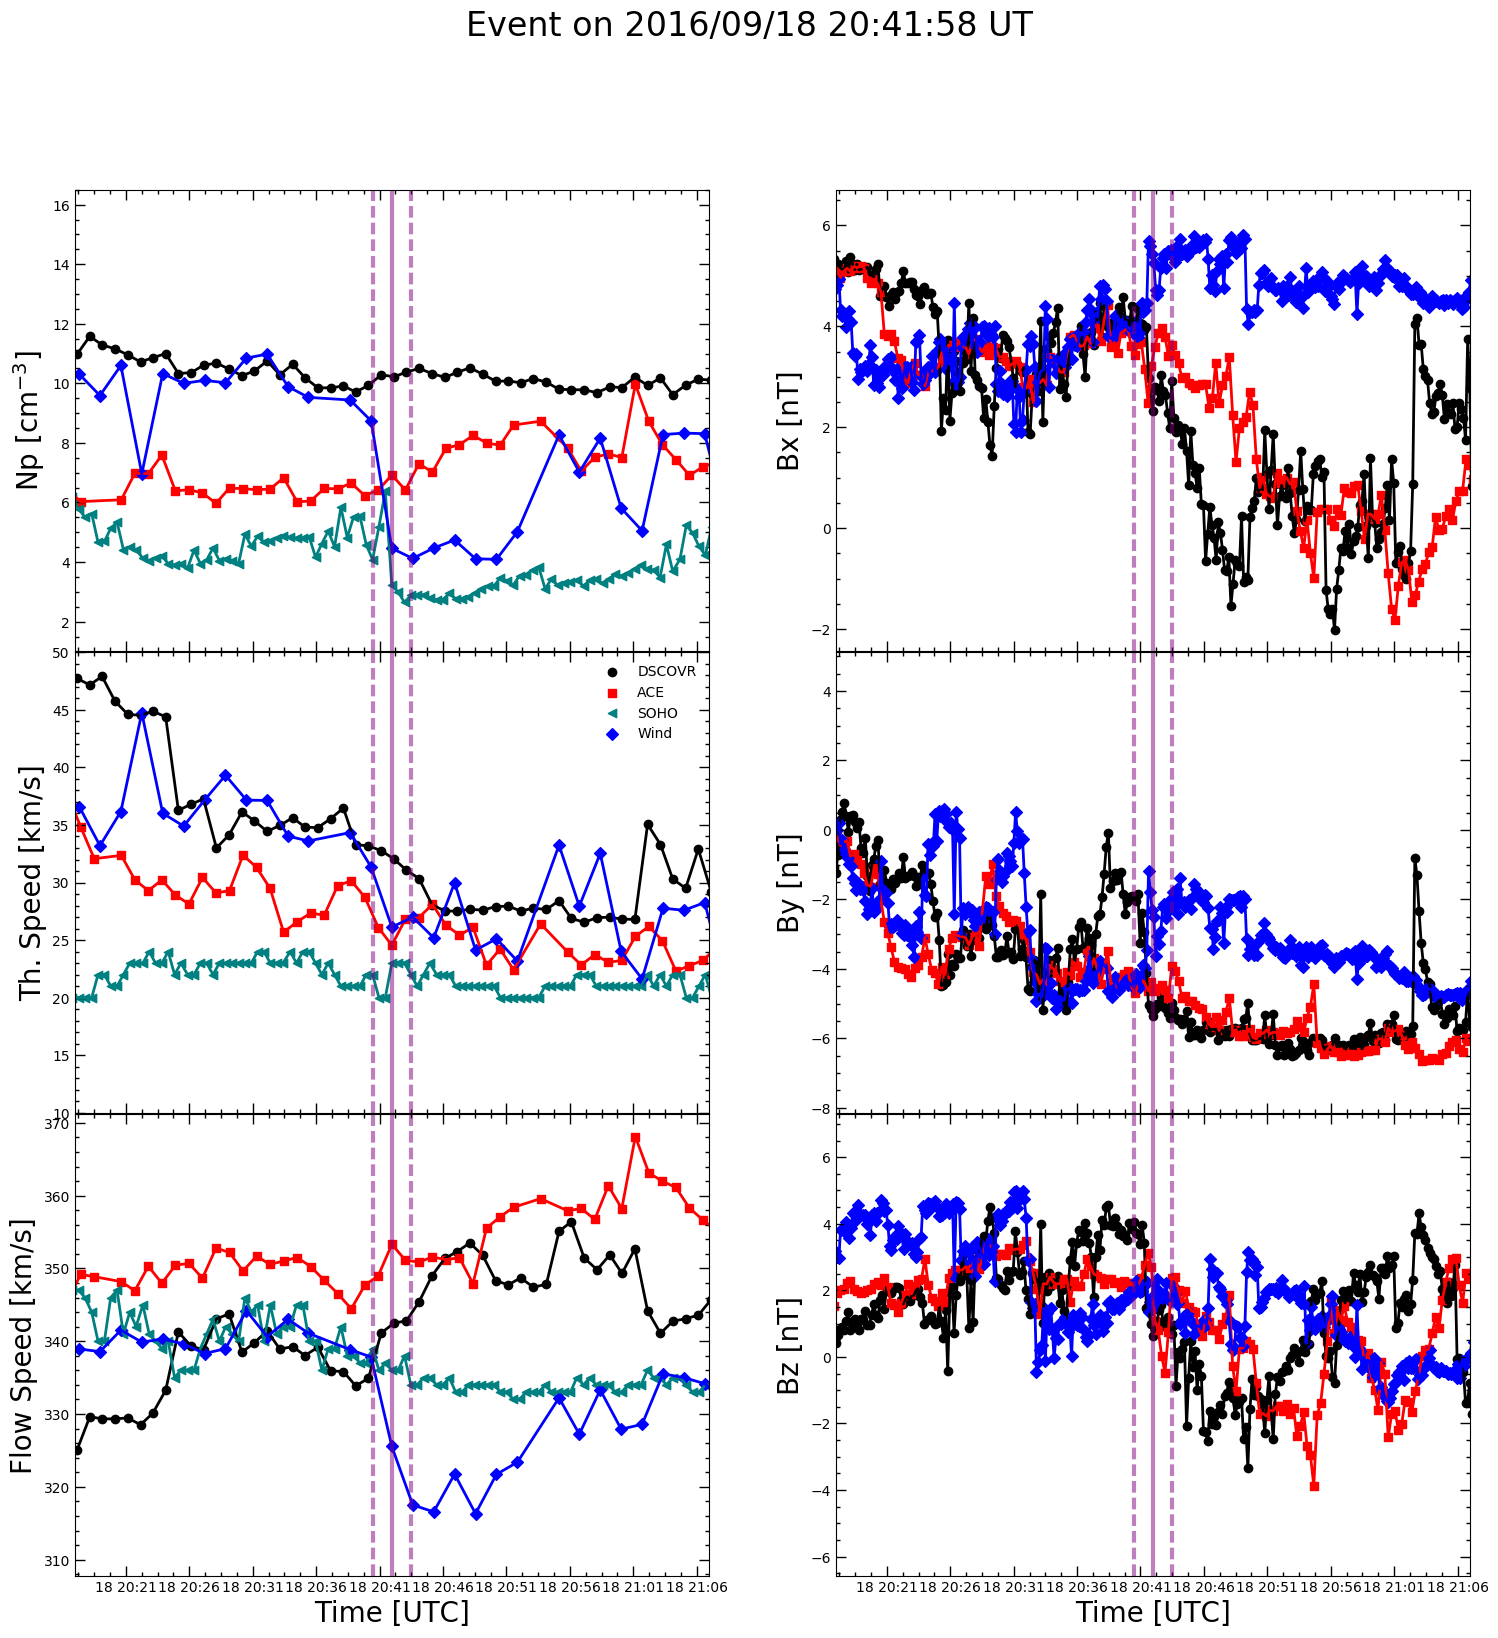 Event on 2016/09/18 20:41:58 UT
Np [cm⁻³]
16
14
12
10
8
6
4
2
Bx [nT]
6
4
2
0
−2
Th. Speed [km/s]
50
45
40
35
30
25
20
15
10
DSCOVR
ACE
SOHO
Wind
By [nT]
4
2
0
−2
−4
−6
−8
Flow Speed [km/s]
370
360
350
340
330
320
310
Bz [nT]
6
4
2
0
−2
−4
−6
18 20:21 18 20:26 18 20:31 18 20:36 18 20:41 18 20:46 18 20:51 18 20:56 18 21:01 18 21:06
Time [UTC]
18 20:21 18 20:26 18 20:31 18 20:36 18 20:41 18 20:46 18 20:51 18 20:56 18 21:01 18 21:06
Time [UTC]